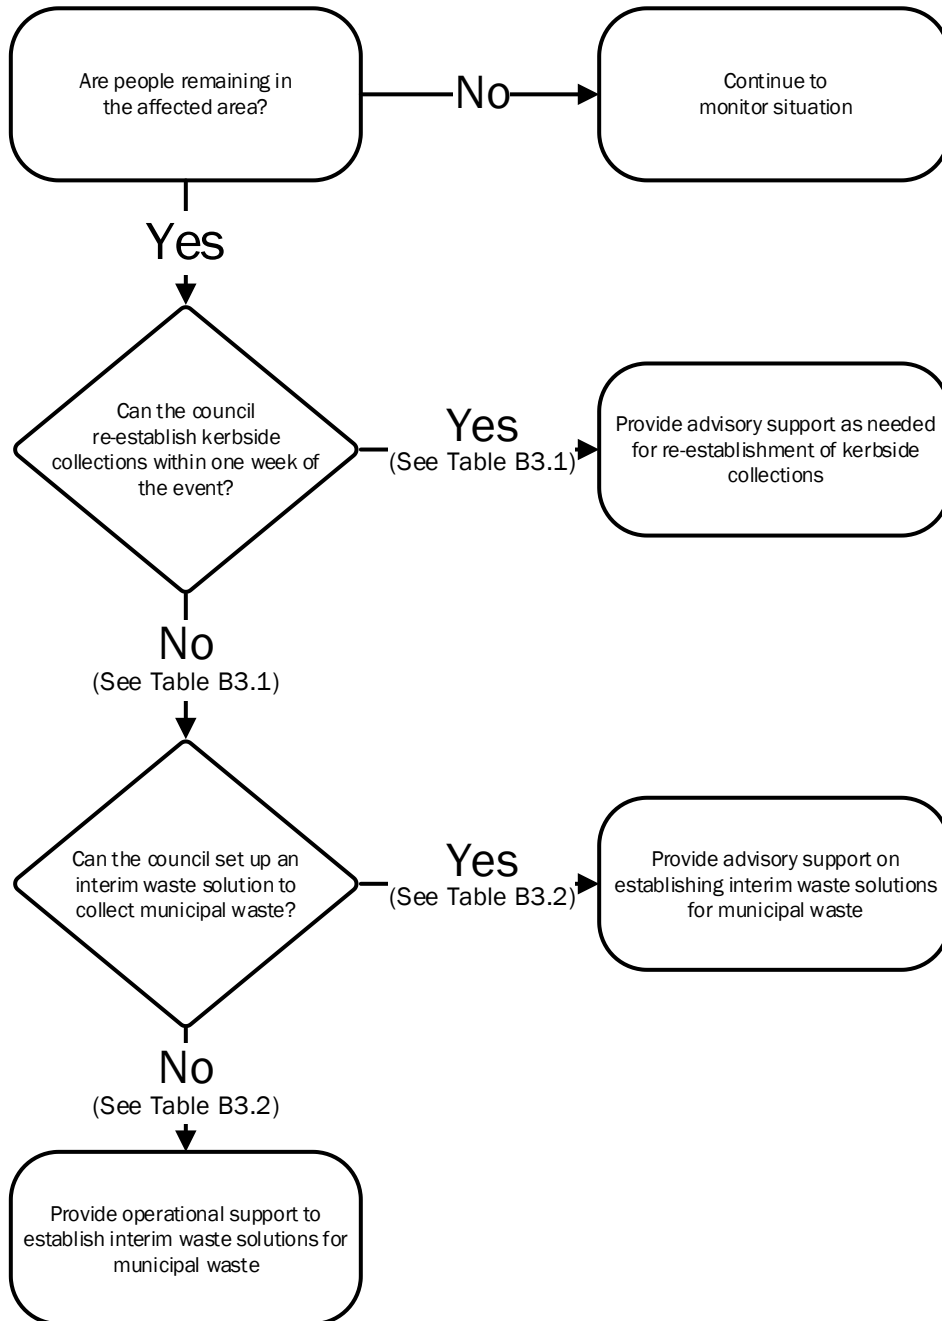 Are people remaining in
the affected area?
No
Continue to
monitor situation
Yes
Can the council
re-establish kerbside
collections within one week of
the event?
Yes
(See Table B3.1)
Provide advisory support as needed
for re-establishment of kerbside
collections
No
(See Table B3.1)
Can the council set up an
interim waste solution to
collect municipal waste?
Yes
(See Table B3.2)
Provide advisory support on
establishing interim waste solutions
for municipal waste
No
(See Table B3.2)
Provide operational support to
establish interim waste solutions for
municipal waste